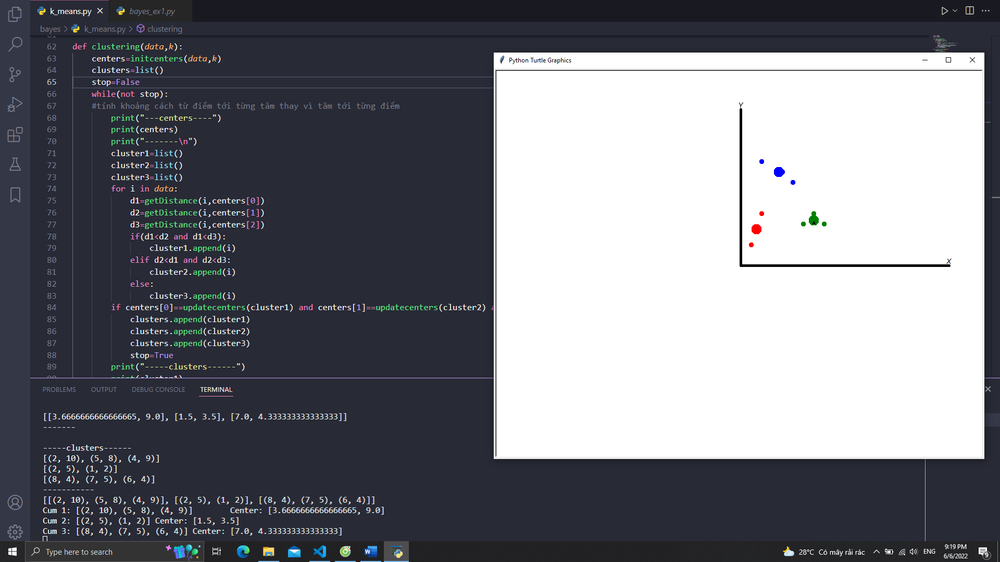 k_means.py
bayes_ex1.py
bayes > k_means.py > clustering
62 def clustering(data,k):
63 centers=initcenters(data,k)
64 clusters=list()
65 stop=False
66 while(not stop):
67 #tính khoảng cách từ điểm tới từng tâm thay vì tâm tới từng điểm
68 print("---centers----")
69 print(centers)
70 print("-------\n")
71 cluster1=list()
72 cluster2=list()
73 cluster3=list()
74 for i in data:
75 d1=getDistance(i,centers[0])
76 d2=getDistance(i,centers[1])
77 d3=getDistance(i,centers[2])
78 if(d1<d2 and d1<d3):
79 cluster1.append(i)
80 elif d2<d1 and d2<d3:
81 cluster2.append(i)
82 else:
83 cluster3.append(i)
84 if centers[0]==updatecenters(cluster1) and centers[1]==updatecenters(cluster2)
85 clusters.append(cluster1)
86 clusters.append(cluster2)
87 clusters.append(cluster3)
88 stop=True
89 print("-----clusters------")
Python Turtle Graphics
Y
X
PROBLEMS OUTPUT DEBUG CONSOLE TERMINAL
[[3.6666666666666665, 9.0], [1.5, 3.5], [7.0, 4.333333333333333]]
-------
-----clusters------
[(2, 10), (5, 8), (4, 9)]
[(2, 5), (1, 2)]
[(8, 4), (7, 5), (6, 4)]
-----------
[[(2, 10), (5, 8), (4, 9)], [(2, 5), (1, 2)], [(8, 4), (7, 5), (6, 4)]]
Cum 1: [(2, 10), (5, 8), (4, 9)] Center: [3.6666666666666665, 9.0]
Cum 2: [(2, 5), (1, 2)] Center: [1.5, 3.5]
Cum 3: [(8, 4), (7, 5), (6, 4)] Center: [7.0, 4.333333333333333]
Type here to search
28°C Có mây rải rác
ENG
9:19 PM
6/6/2022
9